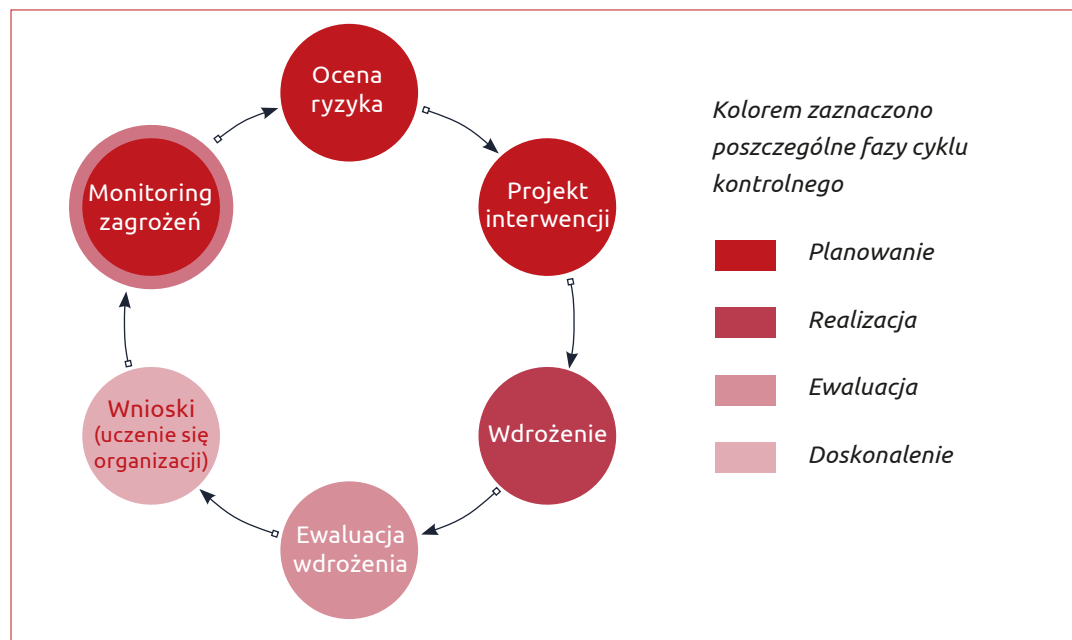 Ocena
ryzyka
Projekt
interwencji
Wdrożenie
Ewaluacja
wdrożenia
Wnioski
(uczenie się
organizacji)
Monitoring
zagrożeń
Kolorem zaznaczono
poszczególne fazy cyklu
kontrolnego
Planowanie
Realizacja
Ewaluacja
Doskonalenie